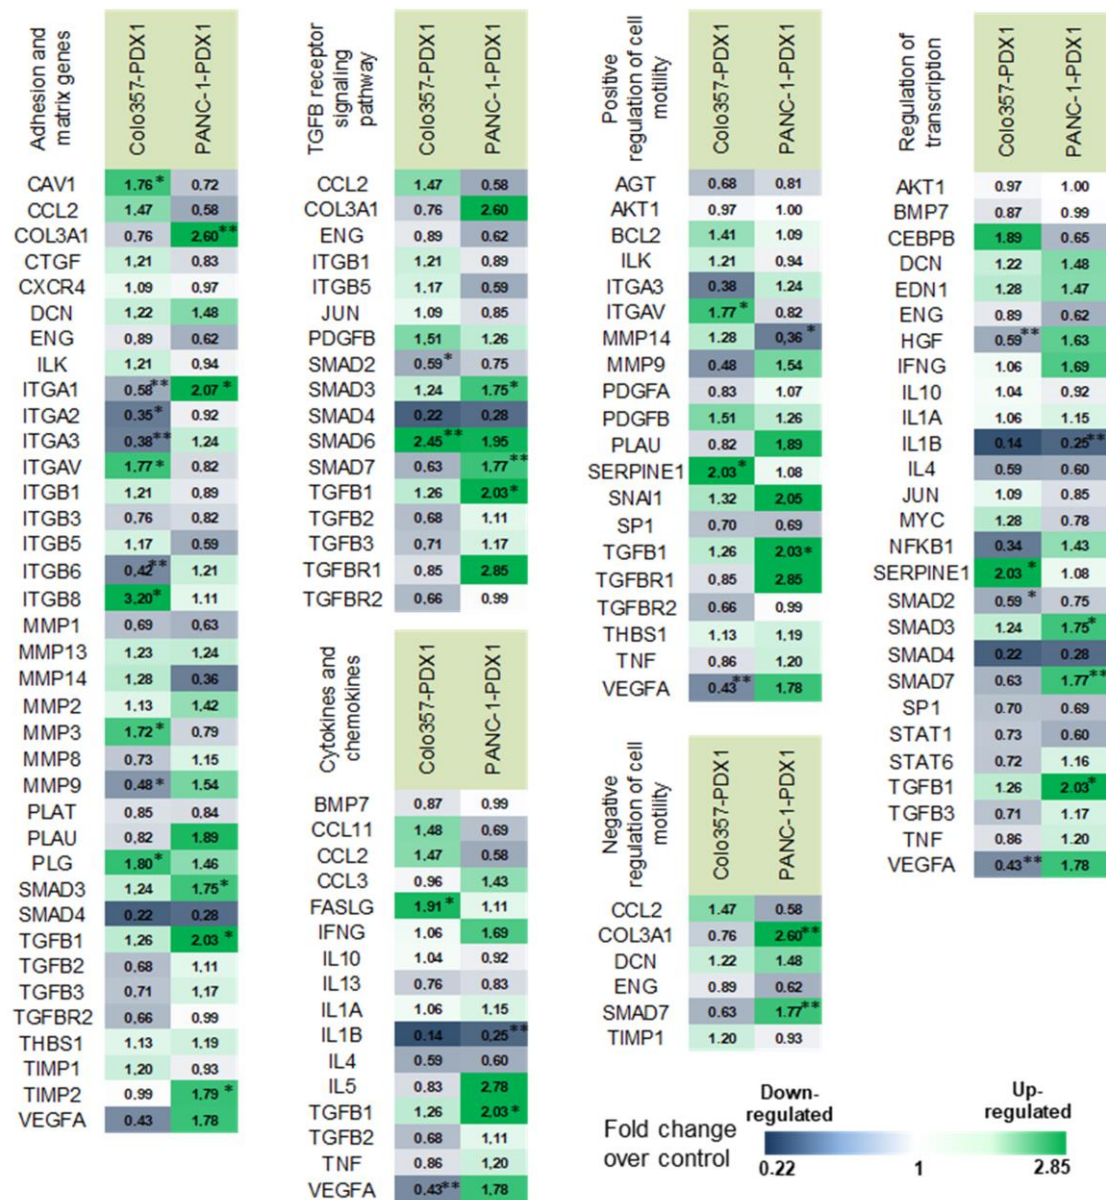 Adhesion and
matrix genes
Colo357-PDX1
PANC-1-PDX1
CAV1 1.76* 0.72
CCL2 1.47 0.58
COL3A1 0.76 2.60**
CTGF 1,21 0.83
CXCR4 1.09 0.97
DCN 1,22 1.48
ENG 0.89 0.62
ILK 1.21 0.94
ITGA1 0.58** 2,07*
ITGA2 0.35* 0.92
ITGA3 0.38** 1.24
ITGAV 1,77* 0.82
ITGB1 1.21 0.89
ITGB3 0.76 0.82
ITGB5 1,17 0.59
ITGB6 0,42** 1.21
ITGB8 3,20* 1.11
MMP1 0,69 0,63
MMP13 1.23 1.24
MMP14 1.28 0.36
MMP2 1.13 1.42
MMP3 1.72* 0.79
MMP8 0.73 1.15
MMP9 0.48* 1.54
PLAT 0.85 0.84
PLAU 0,82 1.89
PLG 1.80* 1.46
SMAD3 1.24 1.75*
SMAD4 0.22 0,28
TGFB1 1.26 2,03*
TGFB2 0.68 1,11
TGFB3 0,71 1,17
TGFBR2 0,66 0.99
THBS1 1.13 1.19
TIMP1 1.20 0.93
TIMP2 0.99 1,79*
VEGFA 0.43 1.78
TGFB receptor
signaling
pathway
Colo357-PDX1
PANC-1-PDX1
CCL2 1.47 0.58
COL3A1 0.76 2.60
ENG 0.89 0.62
ITGB1 1.21 0.89
ITGB5 1.17 0.59
JUN 1.09 0.85
PDGFB 1.51 1.26
SMAD2 0.59* 0.75
SMAD3 1.24 1.75*
SMAD4 0.22 0.28
SMAD6 2.45** 1.95
SMAD7 0.63 1.77**
TGFB1 1.26 2.03*
TGFB2 0.68 1.11
TGFB3 0.71 1.17
TGFBR1 0.85 2.85
TGFBR2 0.66 0.99
Cytokines and
chemokines
Colo357-PDX1
PANC-1-PDX1
BMP7 0.87 0.99
CCL11 1,48 0.69
CCL2 1.47 0.58
CCL3 0.96 1.43
FASLG 1.91* 1,11
IFNG 1.06 1.69
IL10 1.04 0.92
IL13 0.76 0,83
IL1A 1.06 1.15
IL1B 0.14 0,25**
IL4 0.59 0.60
IL5 0.83 2.78
TGFB1 1.26 2.03*
TGFB2 0.68 1,11
TNF 0.86 1,20
VEGFA 0.43** 1,78
Positive
regulation of cell
motility
Colo357-PDX1
PANC-1-PDX1
AGT 0.68 0.81
AKT1 0.97 1.00
BCL2 1.41 1.09
ILK 1.21 0.94
ITGA3 0.38 1.24
ITGAV 1.77* 0.82
MMP14 1.28 0,36*
MMP9 0.48 1.54
PDGFA 0.83 1.07
PDGFB 1.51 1.26
PLAU 0.82 1.89
SERPINE1 2.03* 1.08
SNAI1 1.32 2,05
SP1 0.70 0.69
TGFB1 1.26 2.03*
TGFBR1 0.85 2.85
TGFBR2 0.66 0.99
THBS1 1.13 1.19
TNF 0.86 1.20
VEGFA 0.43** 1.78
Negative
regulation of cell
motility
Colo357-PDX1
PANC-1-PDX1
CCL2 1.47 0.58
COL3A1 0.76 2.60**
DCN 1.22 1.48
ENG 0.89 0.62
SMAD7 0.63 1.77**
TIMP1 1.20 0.93
Regulation of
transcription
Colo357-PDX1
PANC-1-PDX1
AKT1 0.97 1.00
BMP7 0.87 0.99
CEBPB 1.89 0.65
DCN 1.22 1.48
EDN1 1.28 1.47
ENG 0.89 0.62
HGF 0.59** 1.63
IFNG 1.06 1.69
IL10 1.04 0.92
IL1A 1.06 1.15
IL1B 0.14 0.25**
IL4 0.59 0.60
JUN 1.09 0.85
MYC 1.28 0.78
NFKB1 0.34 1.43
SERPINE1 2.03* 1.08
SMAD2 0.59* 0.75
SMAD3 1.24 1.75*
SMAD4 0.22 0.28
SMAD7 0.63 1.77**
SP1 0.70 0.69
STAT1 0.73 0.60
STAT6 0.72 1.16
TGFB1 1.26 2.03*
TGFB3 0.71 1.17
TNF 0.86 1.20
VEGFA 0.43** 1.78
Fold change
over control
Down-
regulated
Up-
regulated
0.22 1 2.85